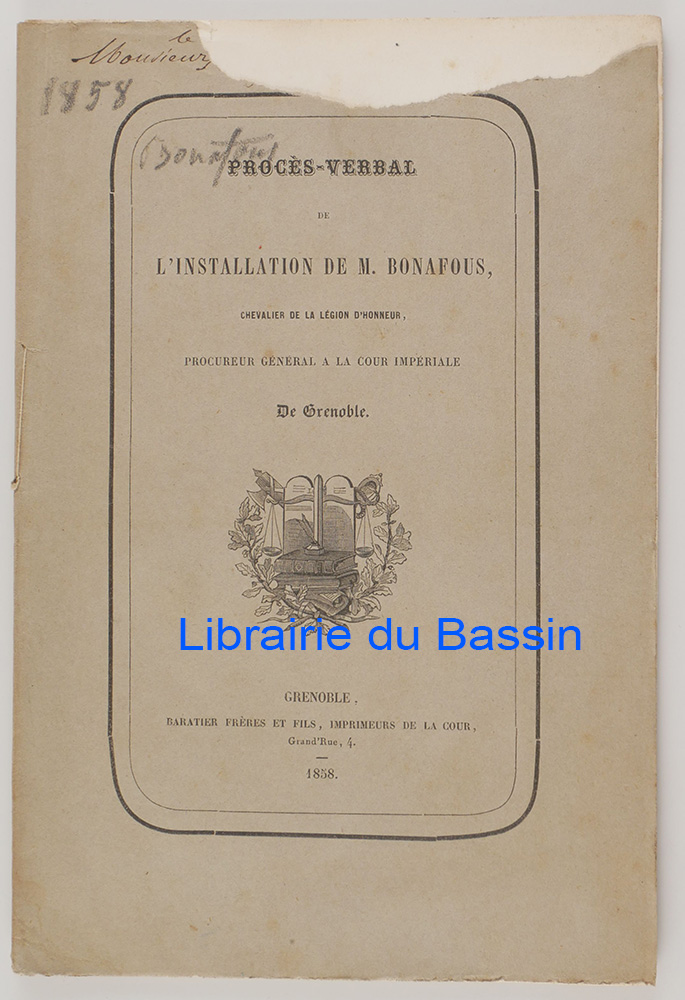 le
Monsieur,
1858
Bonafous
PROCÈS-VERBAL
DE
L'INSTALLATION DE M. BONAFOUS,
CHEVALIER DE LA LÉGION D'HONNEUR,
PROCUREUR GÉNÉRAL A LA COUR IMPÉRIALE
De Grenoble.
Librairie du Bassin
GRENOBLE,
BARATIER FRÈRES ET FILS, IMPRIMEURS DE LA COUR,
Grand'Rue, 4.
1858.